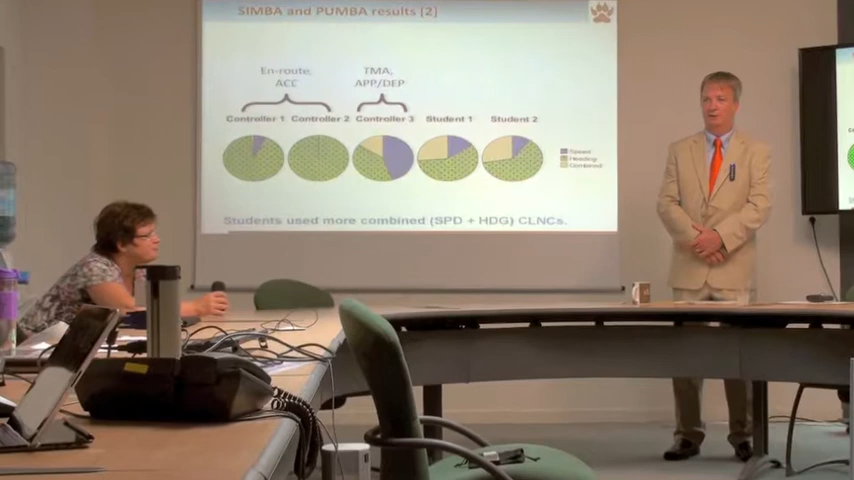 SIMBA and PUMBA results [2]
En-route, TMA,
ACC APP/DEP
Controller 1 Controller 2 Controller 3 Student 1 Student 2
Speed
Heading
Combined
Students used more combined (SPD + HDG) CLNCs.